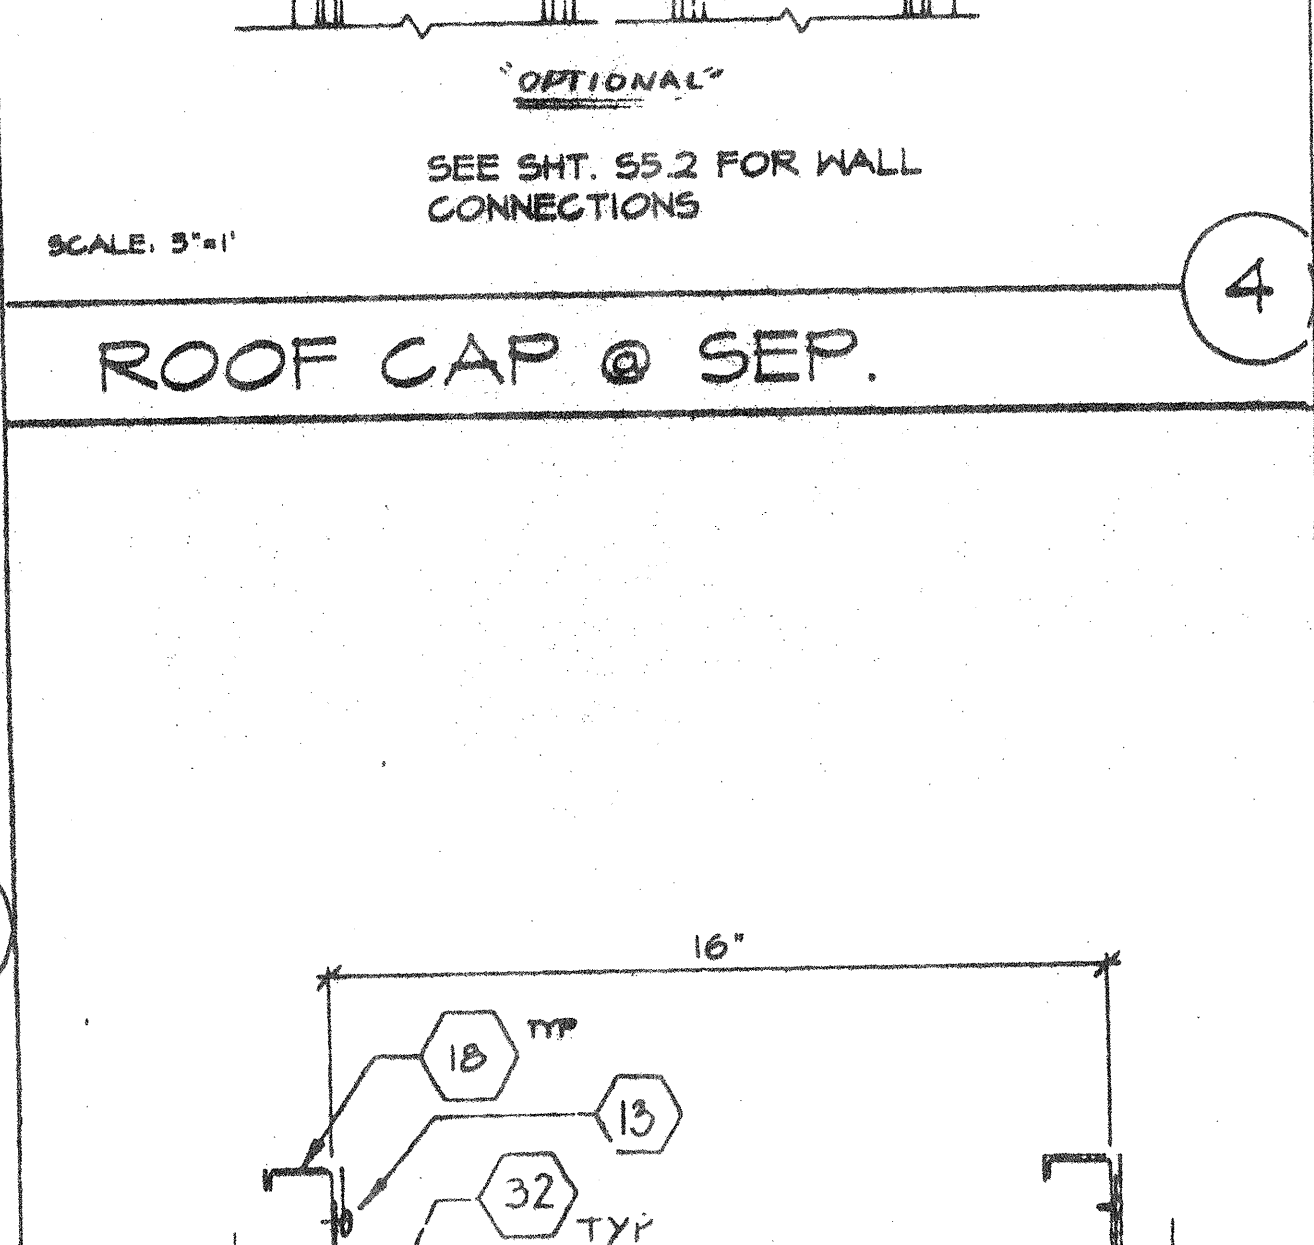 "OPTIONAL"
SEE SHT. S5.2 FOR WALL
CONNECTIONS
SCALE: 3"=1'
4
ROOF CAP @ SEP.
16"
18 TYP
13
32 TYP